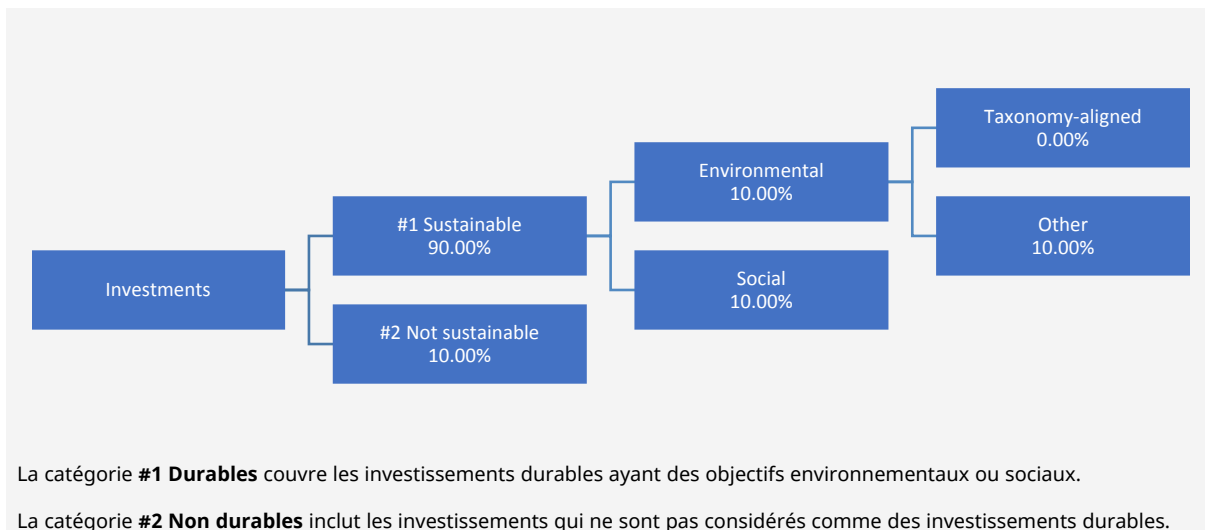 Taxonomy-aligned
0.00%
Environmental
10.00%
#1 Sustainable
90.00%
Other
10.00%
Investments
Social
10.00%
#2 Not sustainable
10.00%
La catégorie #1 Durables couvre les investissements durables ayant des objectifs environnementaux ou sociaux.
La catégorie #2 Non durables inclut les investissements qui ne sont pas considérés comme des investissements durables.